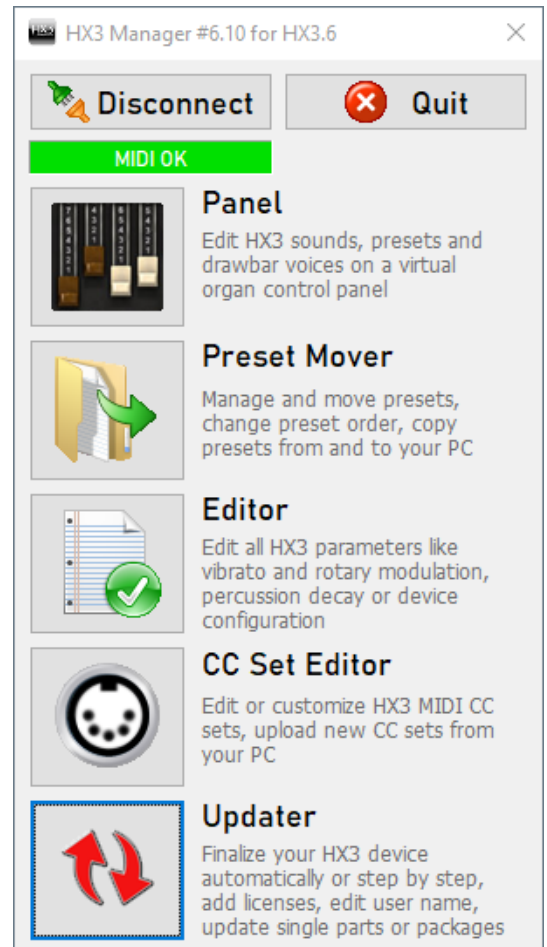 HX3 Manager #6.10 for HX3.6
Disconnect
Quit
MIDI OK
Panel
Edit HX3 sounds, presets and
drawbar voices on a virtual
organ control panel
Preset Mover
Manage and move presets,
change preset order, copy
presets from and to your PC
Editor
Edit all HX3 parameters like
vibrato and rotary modulation,
percussion decay or device
configuration
CC Set Editor
Edit or customize HX3 MIDI CC
sets, upload new CC sets from
your PC
Updater
Finalize your HX3 device
automatically or step by step,
add licenses, edit user name,
update single parts or packages